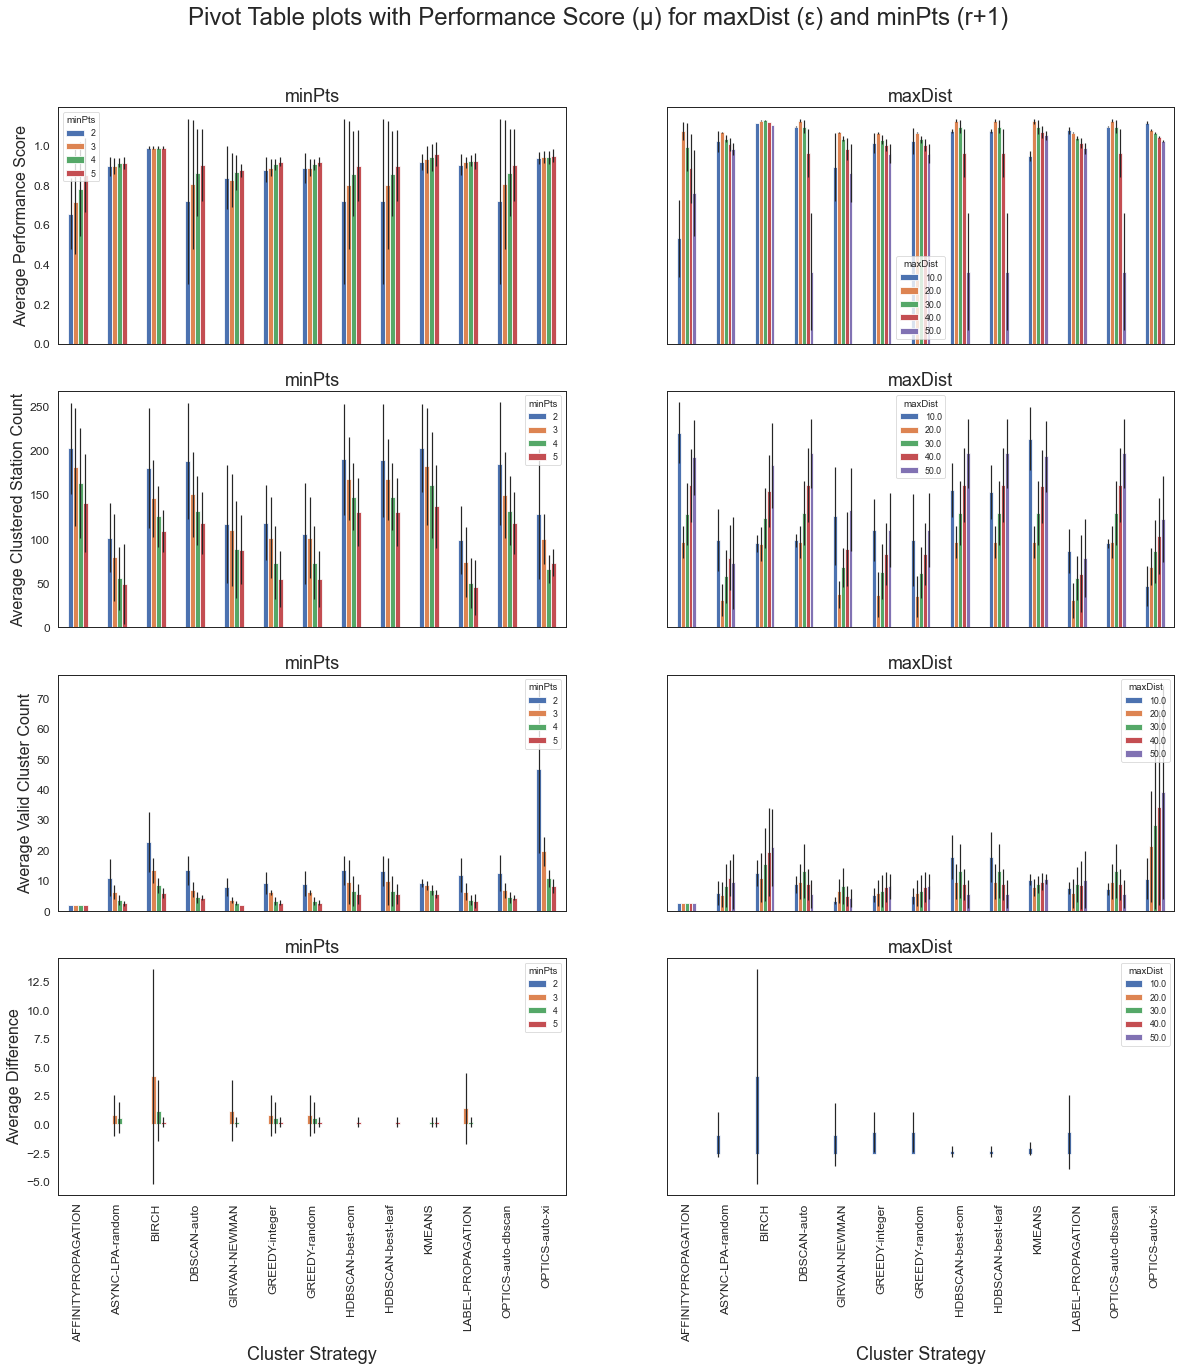 Pivot Table plots with Performance Score (μ) for maxDist (ε) and minPts (r+1)
minPts
Average Performance Score
1.0
0.8
0.6
0.4
0.2
0.0
minPts
2
3
4
5
maxDist
maxDist
10.0
20.0
30.0
40.0
50.0
minPts
Average Clustered Station Count
250
200
150
100
50
0
minPts
2
3
4
5
maxDist
maxDist
10.0
20.0
30.0
40.0
50.0
minPts
Average Valid Cluster Count
70
60
50
40
30
20
10
0
minPts
2
3
4
5
maxDist
maxDist
10.0
20.0
30.0
40.0
50.0
minPts
Average Difference
12.5
10.0
7.5
5.0
2.5
0.0
−2.5
−5.0
minPts
2
3
4
5
AFFINITYPROPAGATION
ASYNC-LPA-random
BIRCH
DBSCAN-auto
GIRVAN-NEWMAN
GREEDY-integer
GREEDY-random
HDBSCAN-best-eom
HDBSCAN-best-leaf
KMEANS
LABEL-PROPAGATION
OPTICS-auto-dbscan
OPTICS-auto-xi
Cluster Strategy
maxDist
maxDist
10.0
20.0
30.0
40.0
50.0
AFFINITYPROPAGATION
ASYNC-LPA-random
BIRCH
DBSCAN-auto
GIRVAN-NEWMAN
GREEDY-integer
GREEDY-random
HDBSCAN-best-eom
HDBSCAN-best-leaf
KMEANS
LABEL-PROPAGATION
OPTICS-auto-dbscan
OPTICS-auto-xi
Cluster Strategy